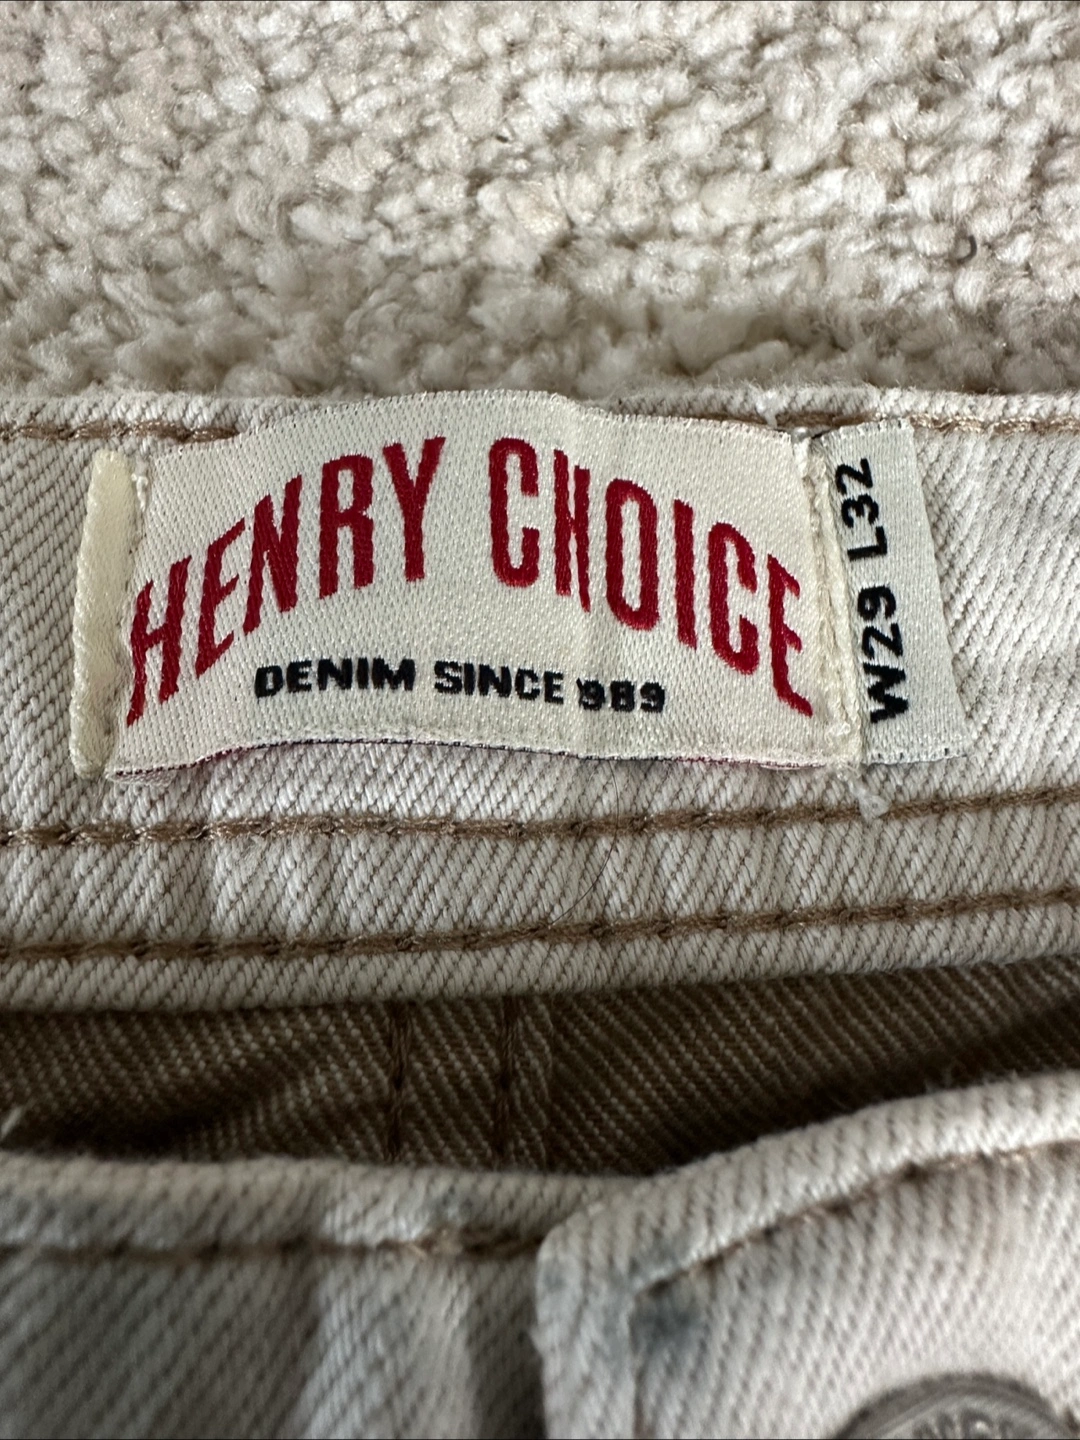 HENRY CHOICE
DENIM SINCE 1989
W29 L32